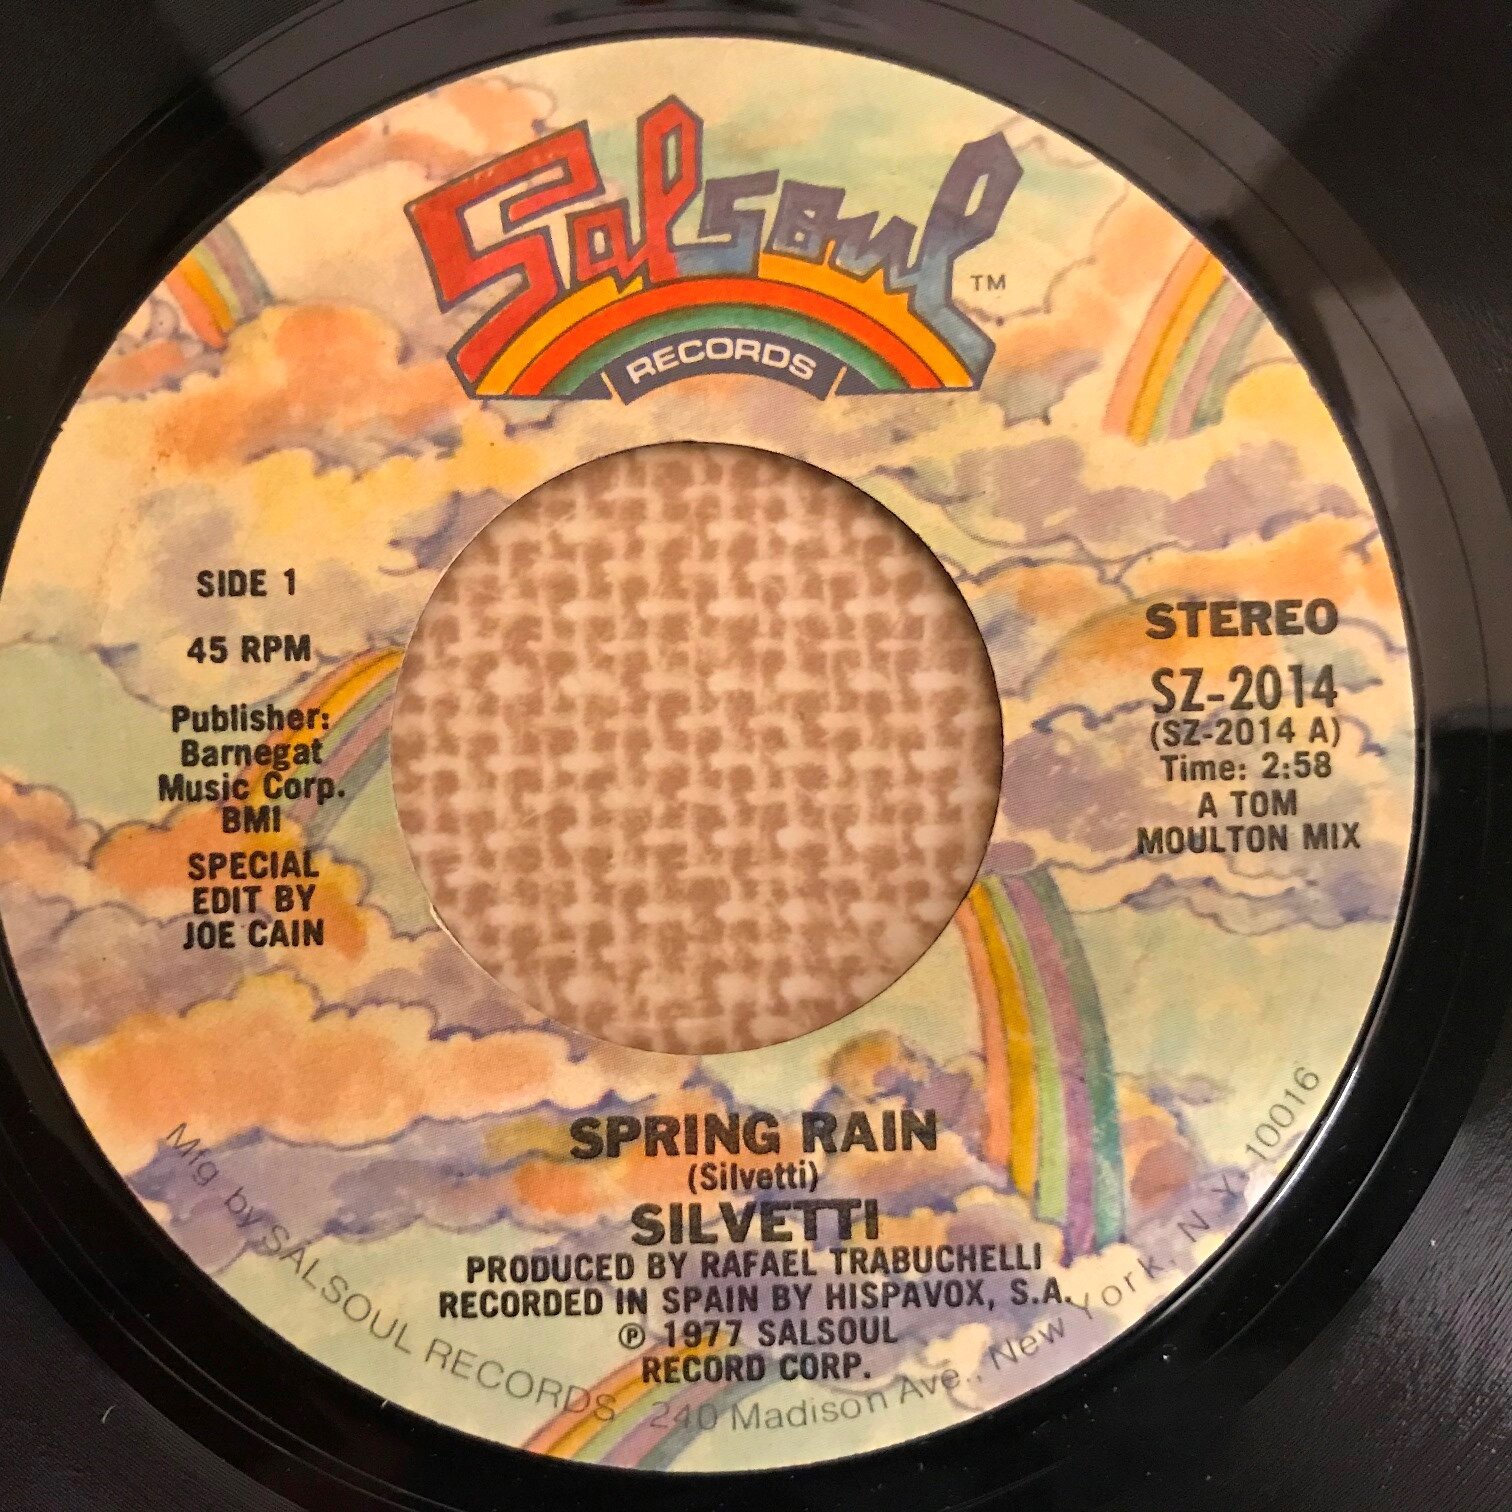 Salsoul TM
RECORDS
SIDE 1
45 RPM
Publisher:
Barnegat
Music Corp.
BMI
SPECIAL
EDIT BY
JOE CAIN
STEREO
SZ-2014
(SZ-2014 A)
Time: 2:58
A TOM
MOULTON MIX
SPRING RAIN
(Silvetti)
SILVETTI
PRODUCED BY RAFAEL TRABUCHELLI
RECORDED IN SPAIN BY HISPAVOX, S.A.
℗ 1977 SALSOUL
RECORD CORP.
Mfg by SALSOUL RECORDS 240 Madison Ave., New York, N.Y. 10016